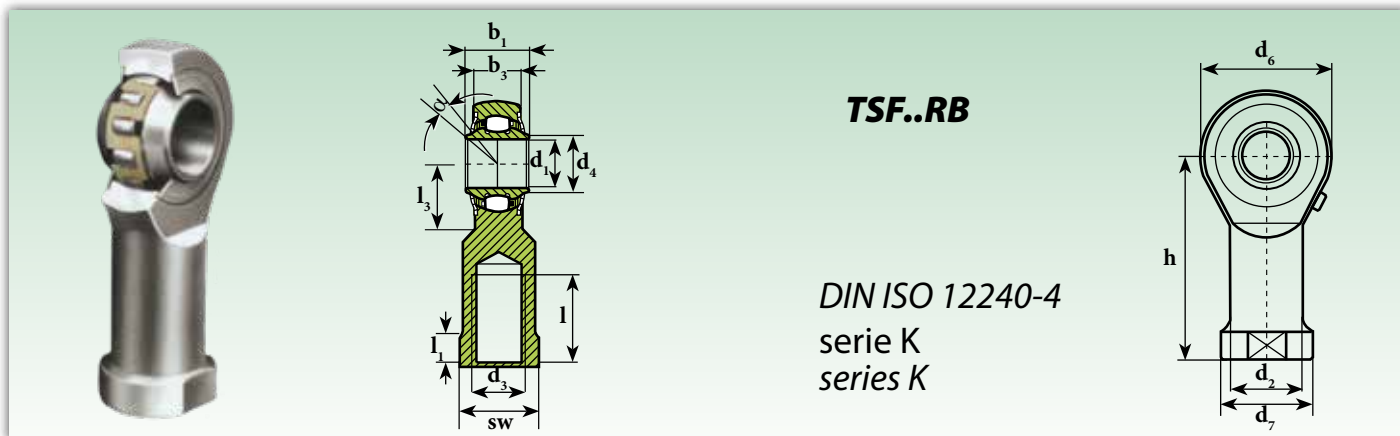 b₁
b₃
α
d₁
d₄
l₃
l
l₁
d₃
sw
TSF..RB
DIN ISO 12240-4
serie K
series K
d₆
h
d₂
d₇